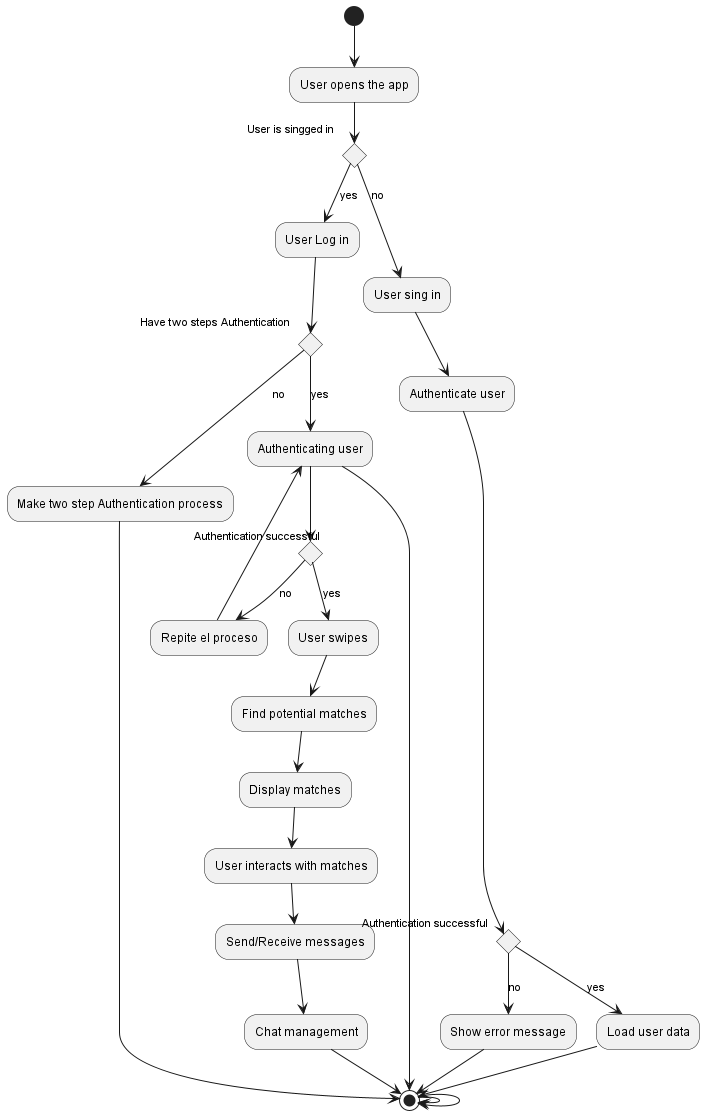 User opens the app
User is singged in
yes
no
User Log in
User sing in
Have two steps Authentication
no
yes
Authenticate user
Authenticating user
Make two step Authentication process
Authentication successful
no
yes
Repite el proceso
User swipes
Find potential matches
Display matches
User interacts with matches
Authentication successful
Send/Receive messages
no
yes
Chat management
Show error message
Load user data